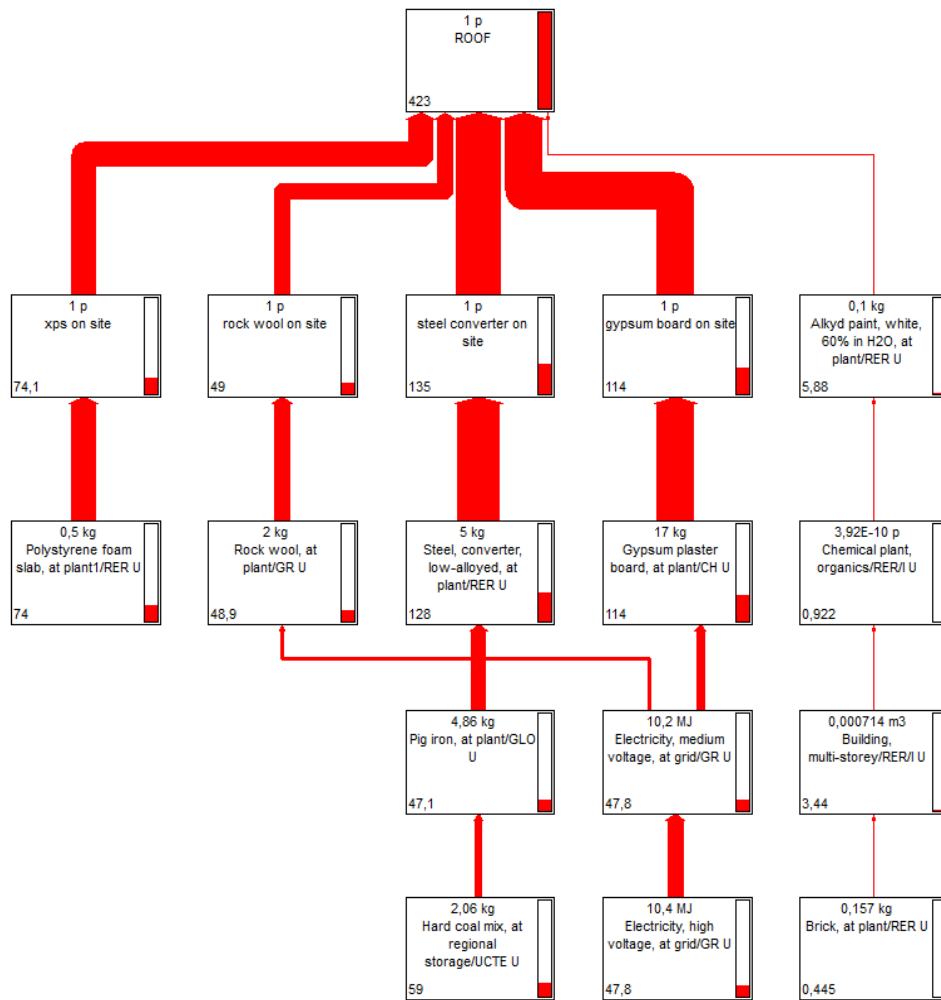 1 p
ROOF
423
1 p
xps on site
74,1
1 p
rock wool on site
49
1 p
steel converter on
site
135
1 p
gypsum board on site
114
0,1 kg
Alkyd paint, white,
60% in H2O, at
plant/RER U
5,88
0,5 kg
Polystyrene foam
slab, at plant1/RER U
74
2 kg
Rock wool, at
plant/GR U
48,9
5 kg
Steel, converter,
low-alloyed, at
plant/RER U
128
17 kg
Gypsum plaster
board, at plant/CH U
114
3,92E-10 p
Chemical plant,
organics/RER/I U
0,922
4,86 kg
Pig iron, at plant/GLO
U
47,1
10,2 MJ
Electricity, medium
voltage, at grid/GR U
47,8
0,000714 m3
Building,
multi-storey/RER/I U
3,44
2,06 kg
Hard coal mix, at
regional
storage/UCTE U
59
10,4 MJ
Electricity, high
voltage, at grid/GR U
47,8
0,157 kg
Brick, at plant/RER U
0,445